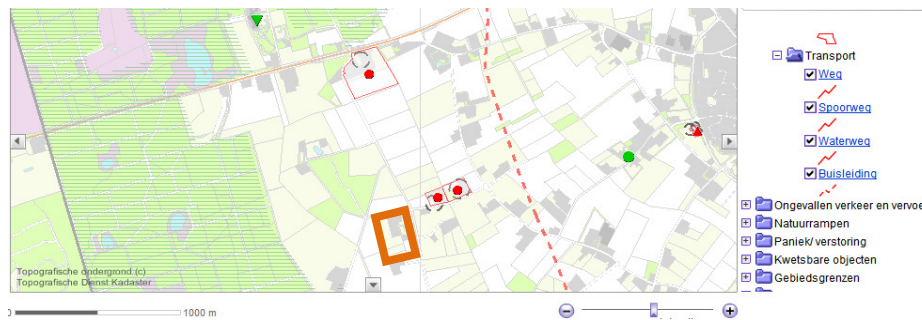 Transport
Weg
Spoorweg
Waterweg
Buisleiding
Ongevallen verkeer en vervoe
Natuurrampen
Paniek/verstoring
Kwetsbare objecten
Gebiedsgrenzen
Topografische ondergrond (c)
Topografische Dienst Kadaster
0
1000 m